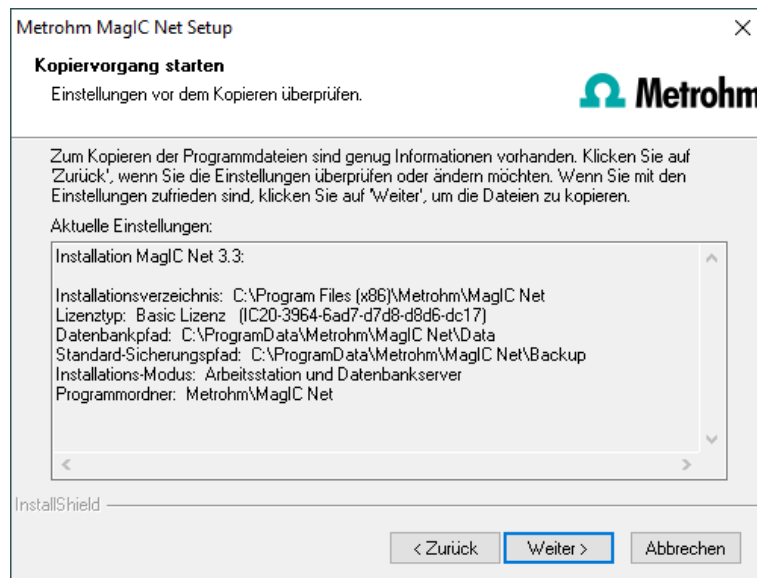 Metrohm MagIC Net Setup
Kopiervorgang starten
Einstellungen vor dem Kopieren überprüfen.
Metrohm
Zum Kopieren der Programmdateien sind genug Informationen vorhanden. Klicken Sie auf
'Zurück', wenn Sie die Einstellungen überprüfen oder ändern möchten. Wenn Sie mit den
Einstellungen zufrieden sind, klicken Sie auf 'Weiter', um die Dateien zu kopieren.
Aktuelle Einstellungen:
Installation MagIC Net 3.3:
Installationsverzeichnis: C:\Program Files (x86)\Metrohm\MagIC Net
Lizenztyp: Basic Lizenz (IC20-3964-6ad7-d7d8-d8d6-dc17)
Datenbankpfad: C:\ProgramData\Metrohm\MagIC Net\Data
Standard-Sicherungspfad: C:\ProgramData\Metrohm\MagIC Net\Backup
Installations-Modus: Arbeitsstation und Datenbankserver
Programmordner: Metrohm\MagIC Net
InstallShield
< Zurück
Weiter >
Abbrechen